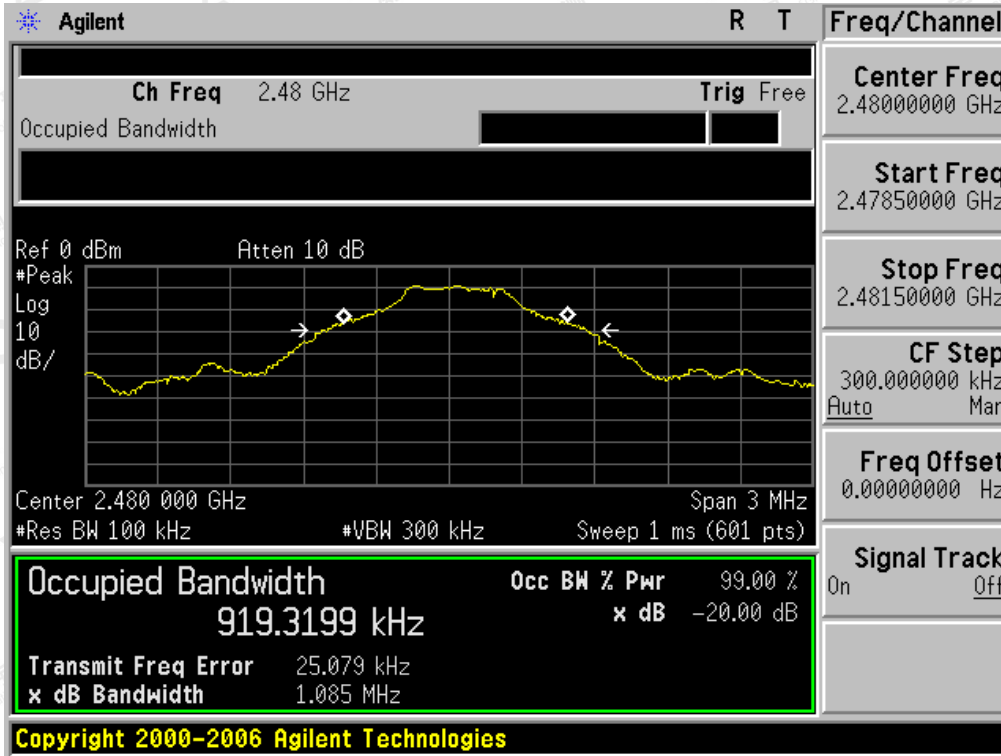 Agilent R T
Freq/Channel
Ch Freq 2.48 GHz Trig Free
Occupied Bandwidth
Center Freq
2.48000000 GHz
Start Freq
2.47850000 GHz
Stop Freq
2.48150000 GHz
CF Step
300.000000 kHz
Auto Man
Freq Offset
0.00000000 Hz
Signal Track
On Off
Ref 0 dBm Atten 10 dB
#Peak
Log
10
dB/
Center 2.480 000 GHz Span 3 MHz
#Res BW 100 kHz #VBW 300 kHz Sweep 1 ms (601 pts)
Occupied Bandwidth
919.3199 kHz
Occ BW % Pwr 99.00 %
x dB -20.00 dB
Transmit Freq Error 25.079 kHz
x dB Bandwidth 1.085 MHz
Copyright 2000-2006 Agilent Technologies